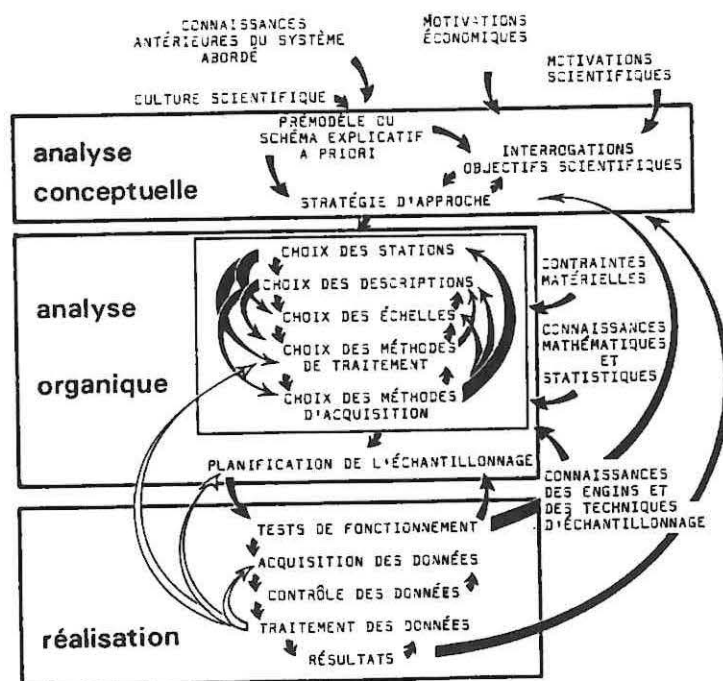 CONNAISSANCES
ANTÉRIEURES DU SYSTÈME
ABORDÉ
MOTIVATIONS
ÉCONOMIQUES
MOTIVATIONS
SCIENTIFIQUES
CULTURE SCIENTIFIQUE
analyse
conceptuelle
PRÉMODÈLE OU
SCHÉMA EXPLICATIF
A PRIORI
INTERROGATIONS
OBJECTIFS SCIENTIFIQUES
STRATÉGIE D'APPROCHE
analyse
organique
CHOIX DES STATIONS
CHOIX DES DESCRIPTIONS
CHOIX DES ÉCHELLES
CHOIX DES MÉTHODES
DE TRAITEMENT
CHOIX DES MÉTHODES
D'ACQUISITION
PLANIFICATION DE L'ÉCHANTILLONNAGE
CONTRAINTES
MATÉRIELLES
CONNAISSANCES
MATHÉMATIQUES
ET
STATISTIQUES
CONNAISSANCES
DES ENGINS ET
DES TECHNIQUES
D'ÉCHANTILLONNAGE
réalisation
TESTS DE FONCTIONNEMENT
ACQUISITION DES DONNÉES
CONTRÔLE DES DONNÉES
TRAITEMENT DES DONNÉES
RÉSULTATS